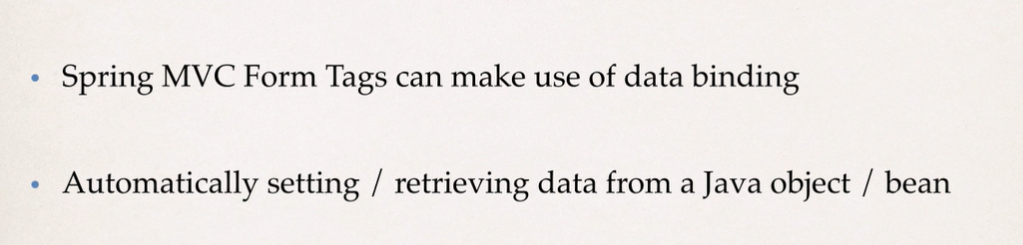 • Spring MVC Form Tags can make use of data binding
• Automatically setting / retrieving data from a Java object / bean